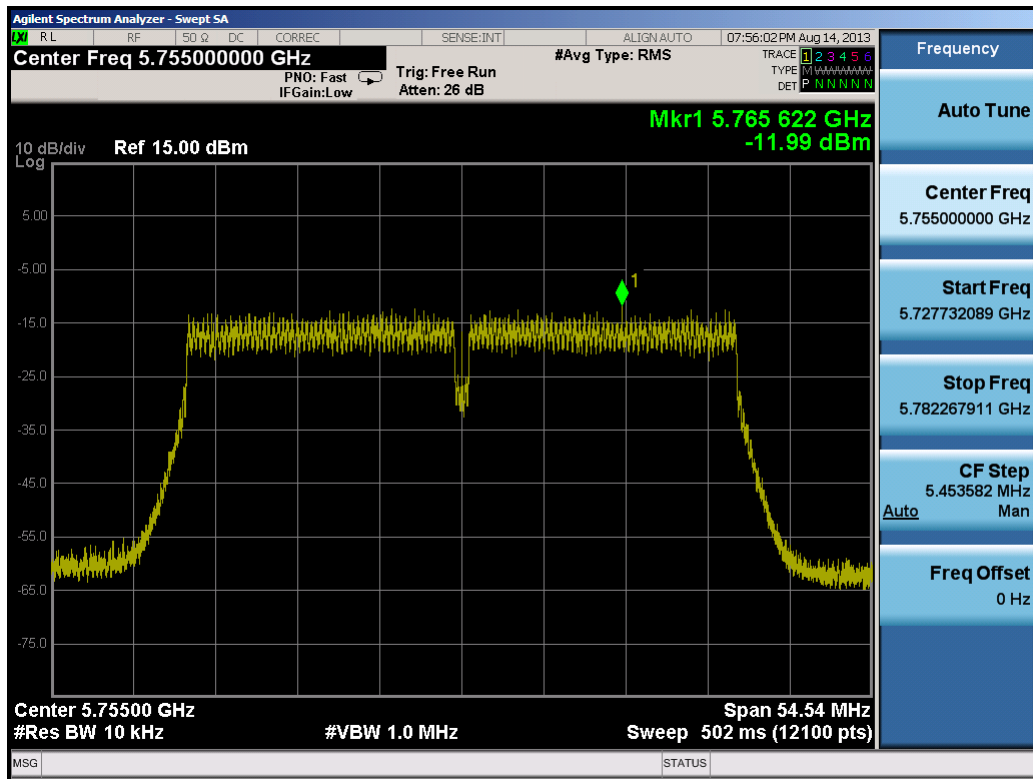 Agilent Spectrum Analyzer - Swept SA
LXI RL RF 50 Ω DC CORREC SENSE:INT ALIGNAUTO 07:56:02 PM Aug 14, 2013
Center Freq 5.755000000 GHz
#Avg Type: RMS
TRACE 1 2 3 4 5 6
PNO: Fast
Trig: Free Run
TYPE M WWWWW
IFGain:Low
Atten: 26 dB
DET P N N N N N
Mkr1 5.765 622 GHz
-11.99 dBm
10 dB/div Ref 15.00 dBm
Log
5.00
-5.00
1
-15.0
-25.0
-35.0
-45.0
-55.0
-65.0
-75.0
Center 5.75500 GHz
Span 54.54 MHz
#Res BW 10 kHz
#VBW 1.0 MHz
Sweep 502 ms (12100 pts)
MSG
STATUS
Frequency
Auto Tune
Center Freq
5.755000000 GHz
Start Freq
5.727732089 GHz
Stop Freq
5.782267911 GHz
CF Step
5.453582 MHz
Auto Man
Freq Offset
0 Hz